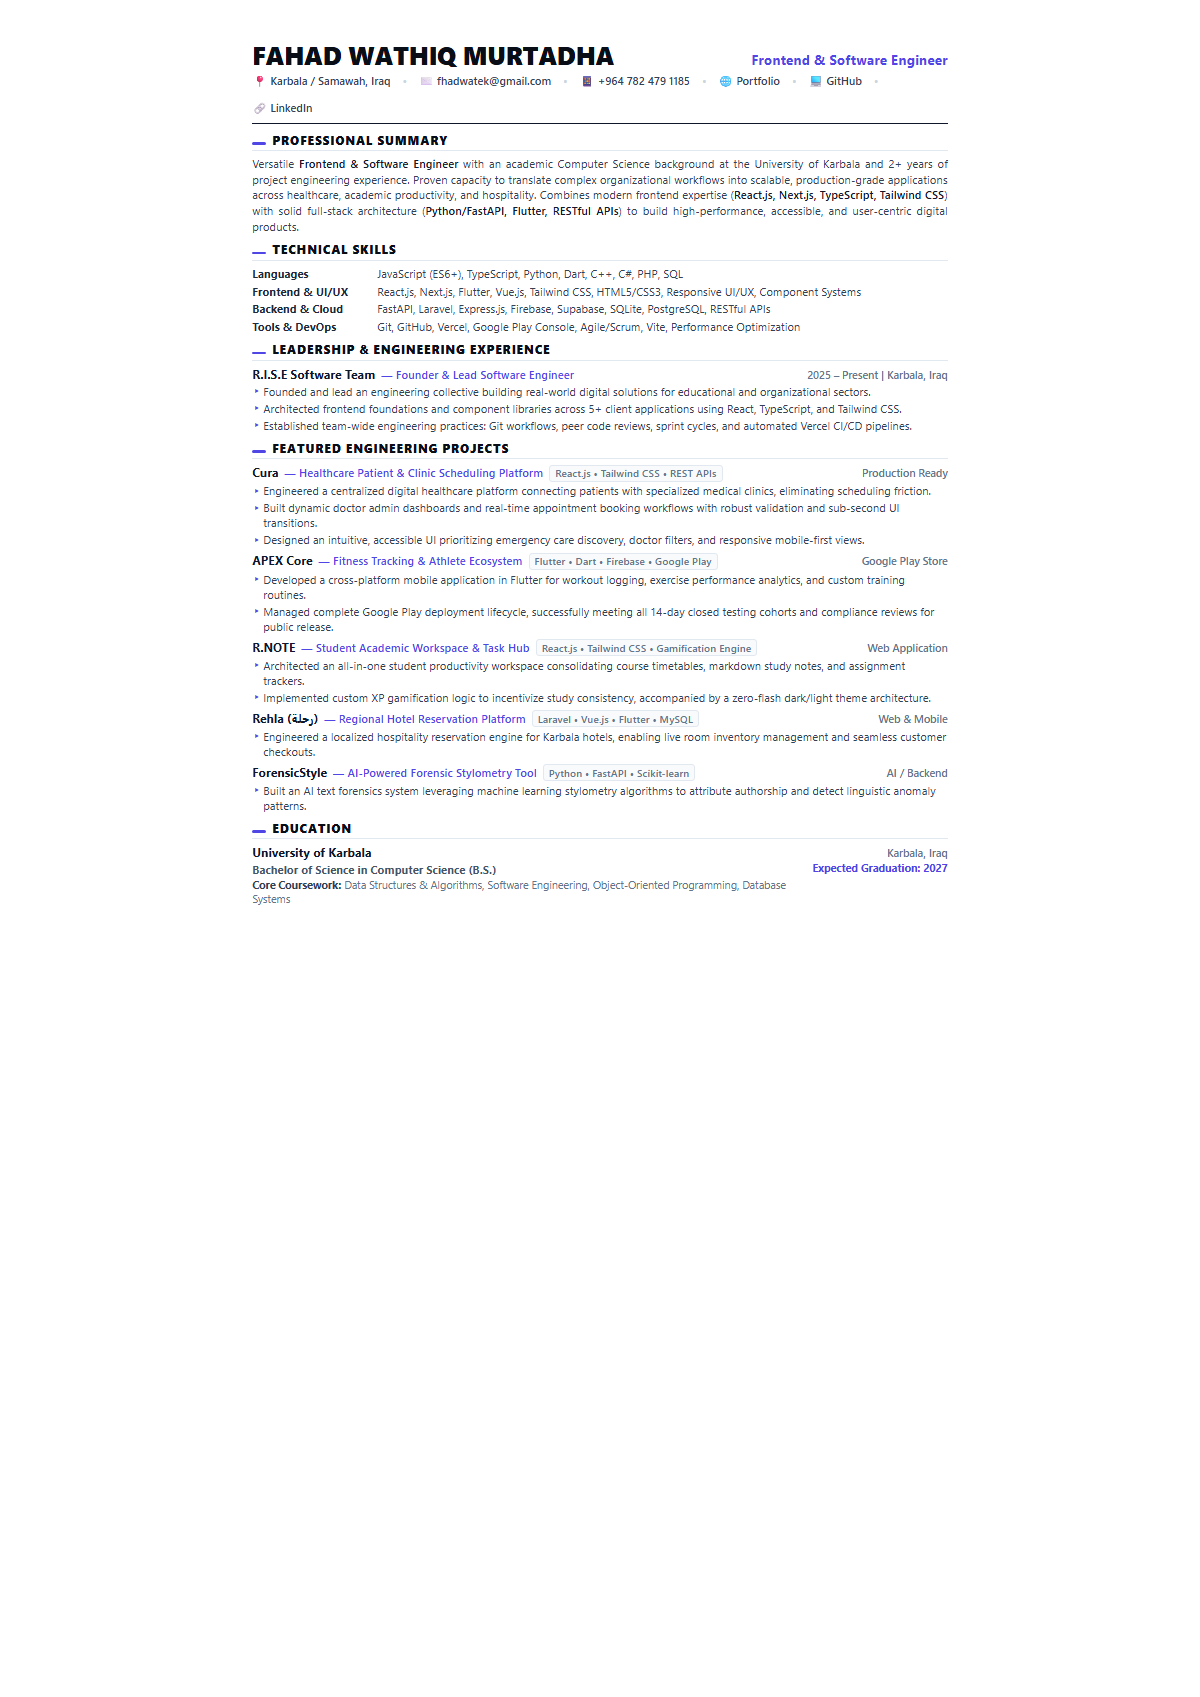 FAHAD WATHIQ MURTADHA
Frontend & Software Engineer
📍 Karbala / Samawah, Iraq • ✉️ fhadwatek@gmail.com • 📱 +964 782 479 1185 • 🌐 Portfolio • 💻 GitHub •
🔗 LinkedIn
PROFESSIONAL SUMMARY
Versatile Frontend & Software Engineer with an academic Computer Science background at the University of Karbala and 2+ years of
project engineering experience. Proven capacity to translate complex organizational workflows into scalable, production-grade applications
across healthcare, academic productivity, and hospitality. Combines modern frontend expertise (React.js, Next.js, TypeScript, Tailwind CSS)
with solid full-stack architecture (Python/FastAPI, Flutter, RESTful APIs) to build high-performance, accessible, and user-centric digital
products.
TECHNICAL SKILLS
Languages JavaScript (ES6+), TypeScript, Python, Dart, C++, C#, PHP, SQL
Frontend & UI/UX React.js, Next.js, Flutter, Vue.js, Tailwind CSS, HTML5/CSS3, Responsive UI/UX, Component Systems
Backend & Cloud FastAPI, Laravel, Express.js, Firebase, Supabase, SQLite, PostgreSQL, RESTful APIs
Tools & DevOps Git, GitHub, Vercel, Google Play Console, Agile/Scrum, Vite, Performance Optimization
LEADERSHIP & ENGINEERING EXPERIENCE
R.I.S.E Software Team — Founder & Lead Software Engineer 2025 – Present | Karbala, Iraq
‣ Founded and lead an engineering collective building real-world digital solutions for educational and organizational sectors.
‣ Architected frontend foundations and component libraries across 5+ client applications using React, TypeScript, and Tailwind CSS.
‣ Established team-wide engineering practices: Git workflows, peer code reviews, sprint cycles, and automated Vercel CI/CD pipelines.
FEATURED ENGINEERING PROJECTS
Cura — Healthcare Patient & Clinic Scheduling Platform React.js • Tailwind CSS • REST APIs Production Ready
‣ Engineered a centralized digital healthcare platform connecting patients with specialized medical clinics, eliminating scheduling friction.
‣ Built dynamic doctor admin dashboards and real-time appointment booking workflows with robust validation and sub-second UI
transitions.
‣ Designed an intuitive, accessible UI prioritizing emergency care discovery, doctor filters, and responsive mobile-first views.
APEX Core — Fitness Tracking & Athlete Ecosystem Flutter • Dart • Firebase • Google Play Google Play Store
‣ Developed a cross-platform mobile application in Flutter for workout logging, exercise performance analytics, and custom training
routines.
‣ Managed complete Google Play deployment lifecycle, successfully meeting all 14-day closed testing cohorts and compliance reviews for
public release.
R.NOTE — Student Academic Workspace & Task Hub React.js • Tailwind CSS • Gamification Engine Web Application
‣ Architected an all-in-one student productivity workspace consolidating course timetables, markdown study notes, and assignment
trackers.
‣ Implemented custom XP gamification logic to incentivize study consistency, accompanied by a zero-flash dark/light theme architecture.
Rehla (رحلة) — Regional Hotel Reservation Platform Laravel • Vue.js • Flutter • MySQL Web & Mobile
‣ Engineered a localized hospitality reservation engine for Karbala hotels, enabling live room inventory management and seamless customer
checkouts.
ForensicStyle — AI-Powered Forensic Stylometry Tool Python • FastAPI • Scikit-learn AI / Backend
‣ Built an AI text forensics system leveraging machine learning stylometry algorithms to attribute authorship and detect linguistic anomaly
patterns.
EDUCATION
University of Karbala Karbala, Iraq
Bachelor of Science in Computer Science (B.S.) Expected Graduation: 2027
Core Coursework: Data Structures & Algorithms, Software Engineering, Object-Oriented Programming, Database
Systems